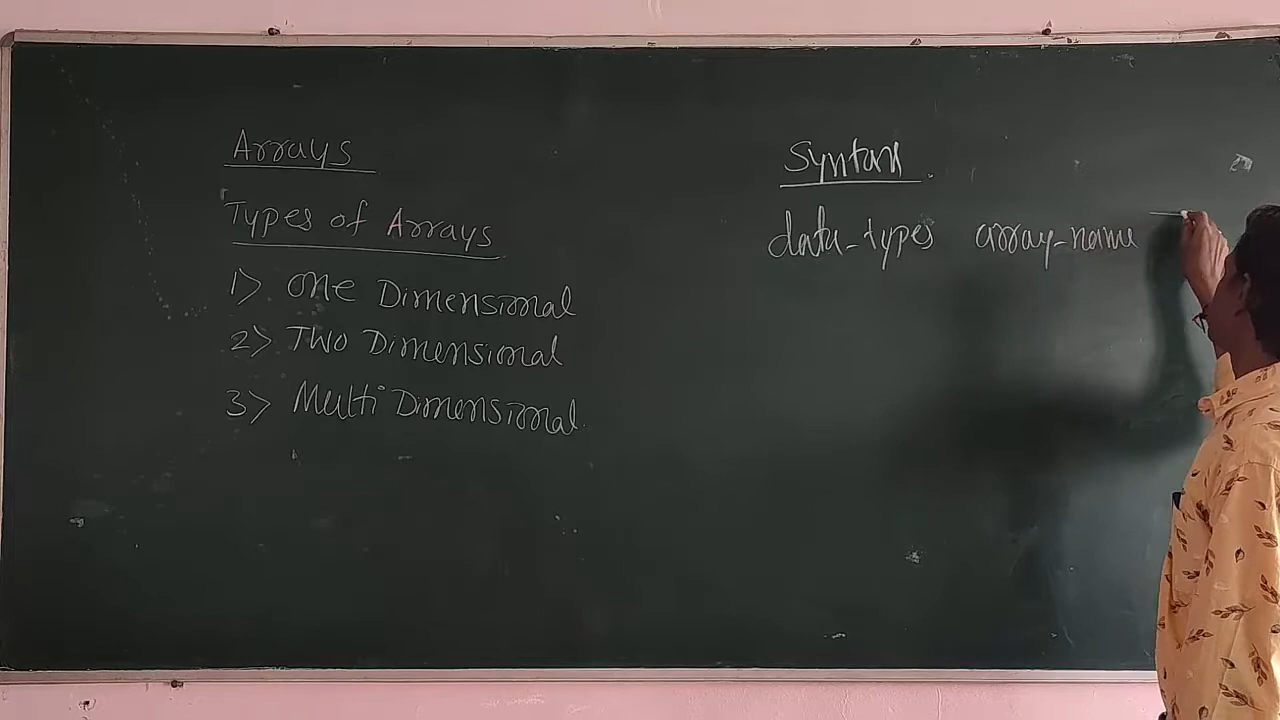 Arrays
Types of Arrays
1> One Dimensional
2> Two Dimensional
3> Multi Dimensional.
Syntax
data-types array-name